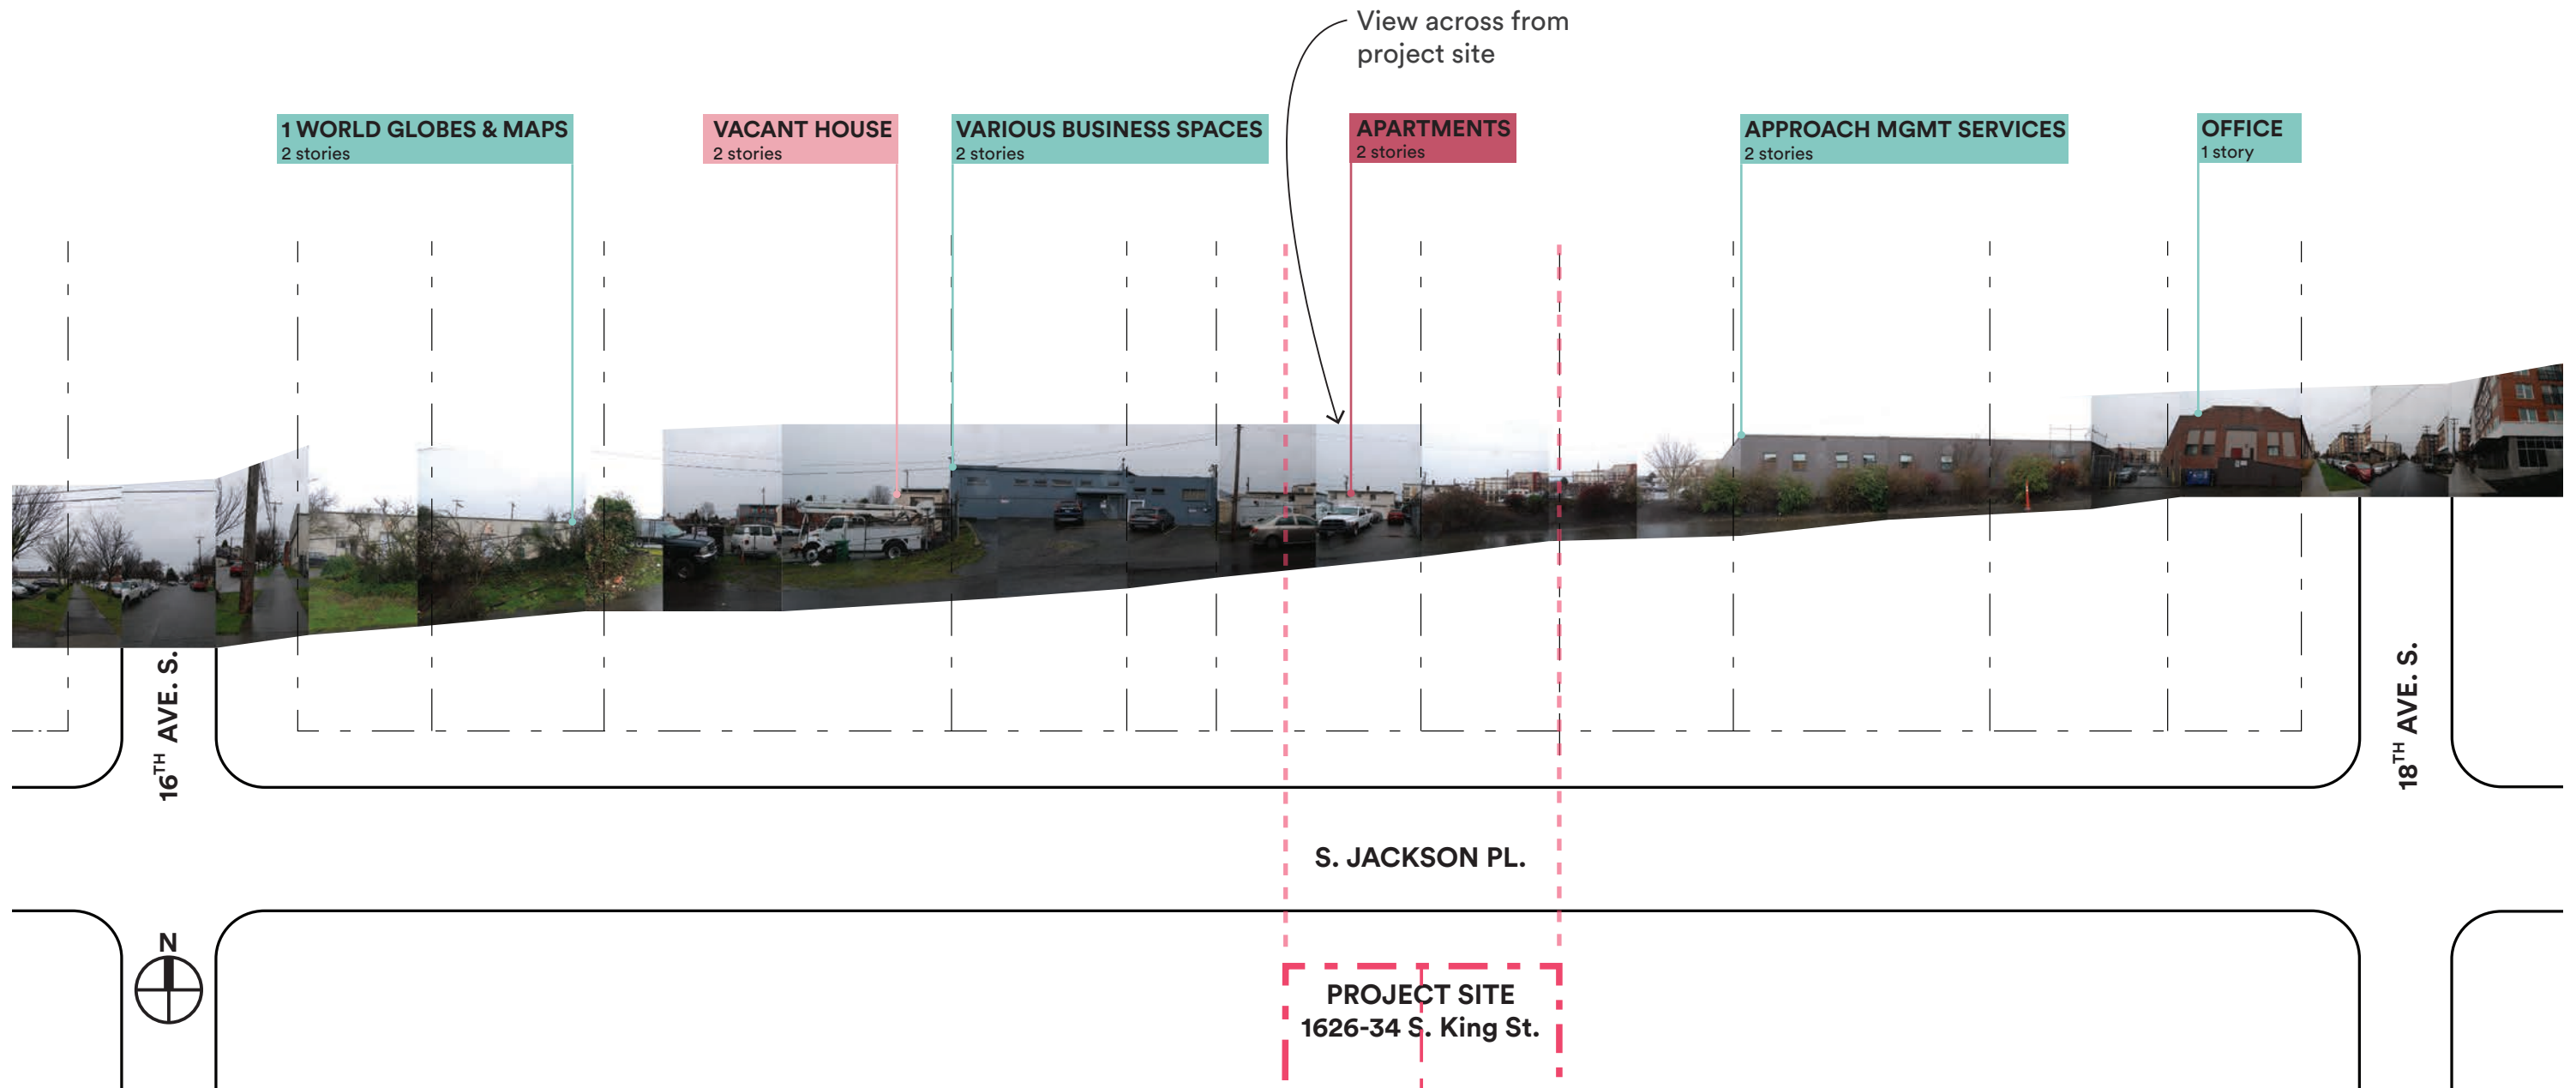 View across from
project site
1 WORLD GLOBES & MAPS
2 stories
VACANT HOUSE
2 stories
VARIOUS BUSINESS SPACES
2 stories
APARTMENTS
2 stories
APPROACH MGMT SERVICES
2 stories
OFFICE
1 story
16TH AVE. S.
18TH AVE. S.
S. JACKSON PL.
N
PROJECT SITE
1626-34 S. King St.